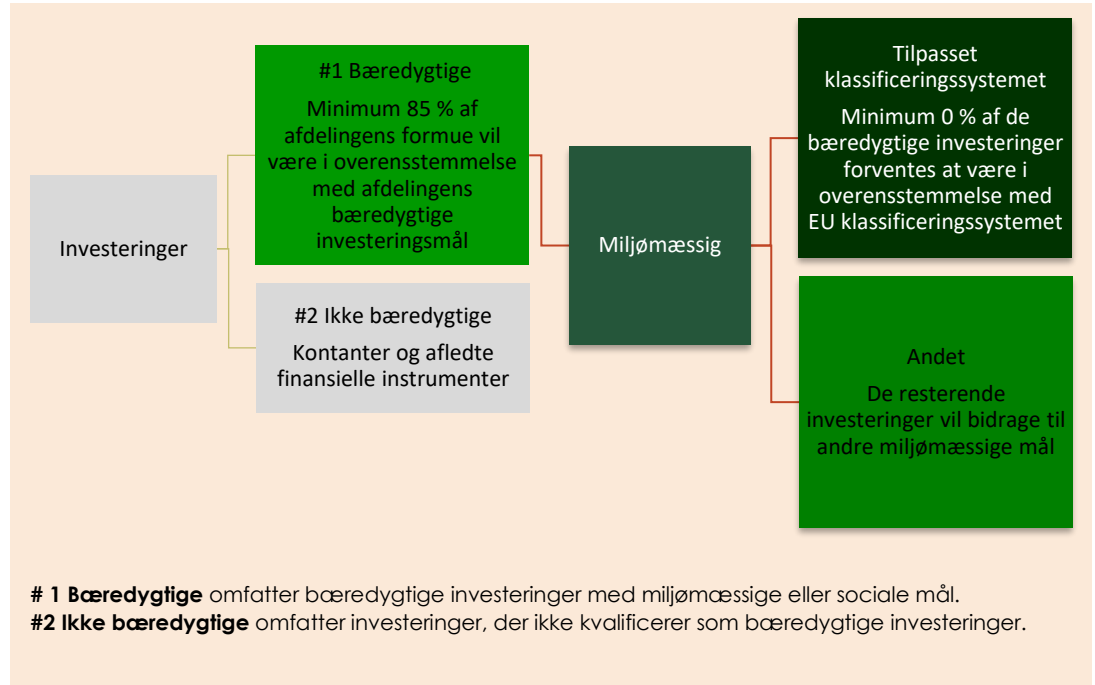 Investeringer
#1 Bæredygtige
Minimum 85 % af
afdelingens formue vil
være i overensstemmelse
med afdelingens
bæredygtige
investeringsmål
#2 Ikke bæredygtige
Kontanter og afledte
finansielle instrumenter
Miljømæssig
Tilpasset
klassificeringssystemet
Minimum 0 % af de
bæredygtige investeringer
forventes at være i
overensstemmelse med
EU klassificeringssystemet
Andet
De resterende
investeringer vil bidrage til
andre miljømæssige mål
# 1 Bæredygtige omfatter bæredygtige investeringer med miljømæssige eller sociale mål.
#2 Ikke bæredygtige omfatter investeringer, der ikke kvalificerer som bæredygtige investeringer.